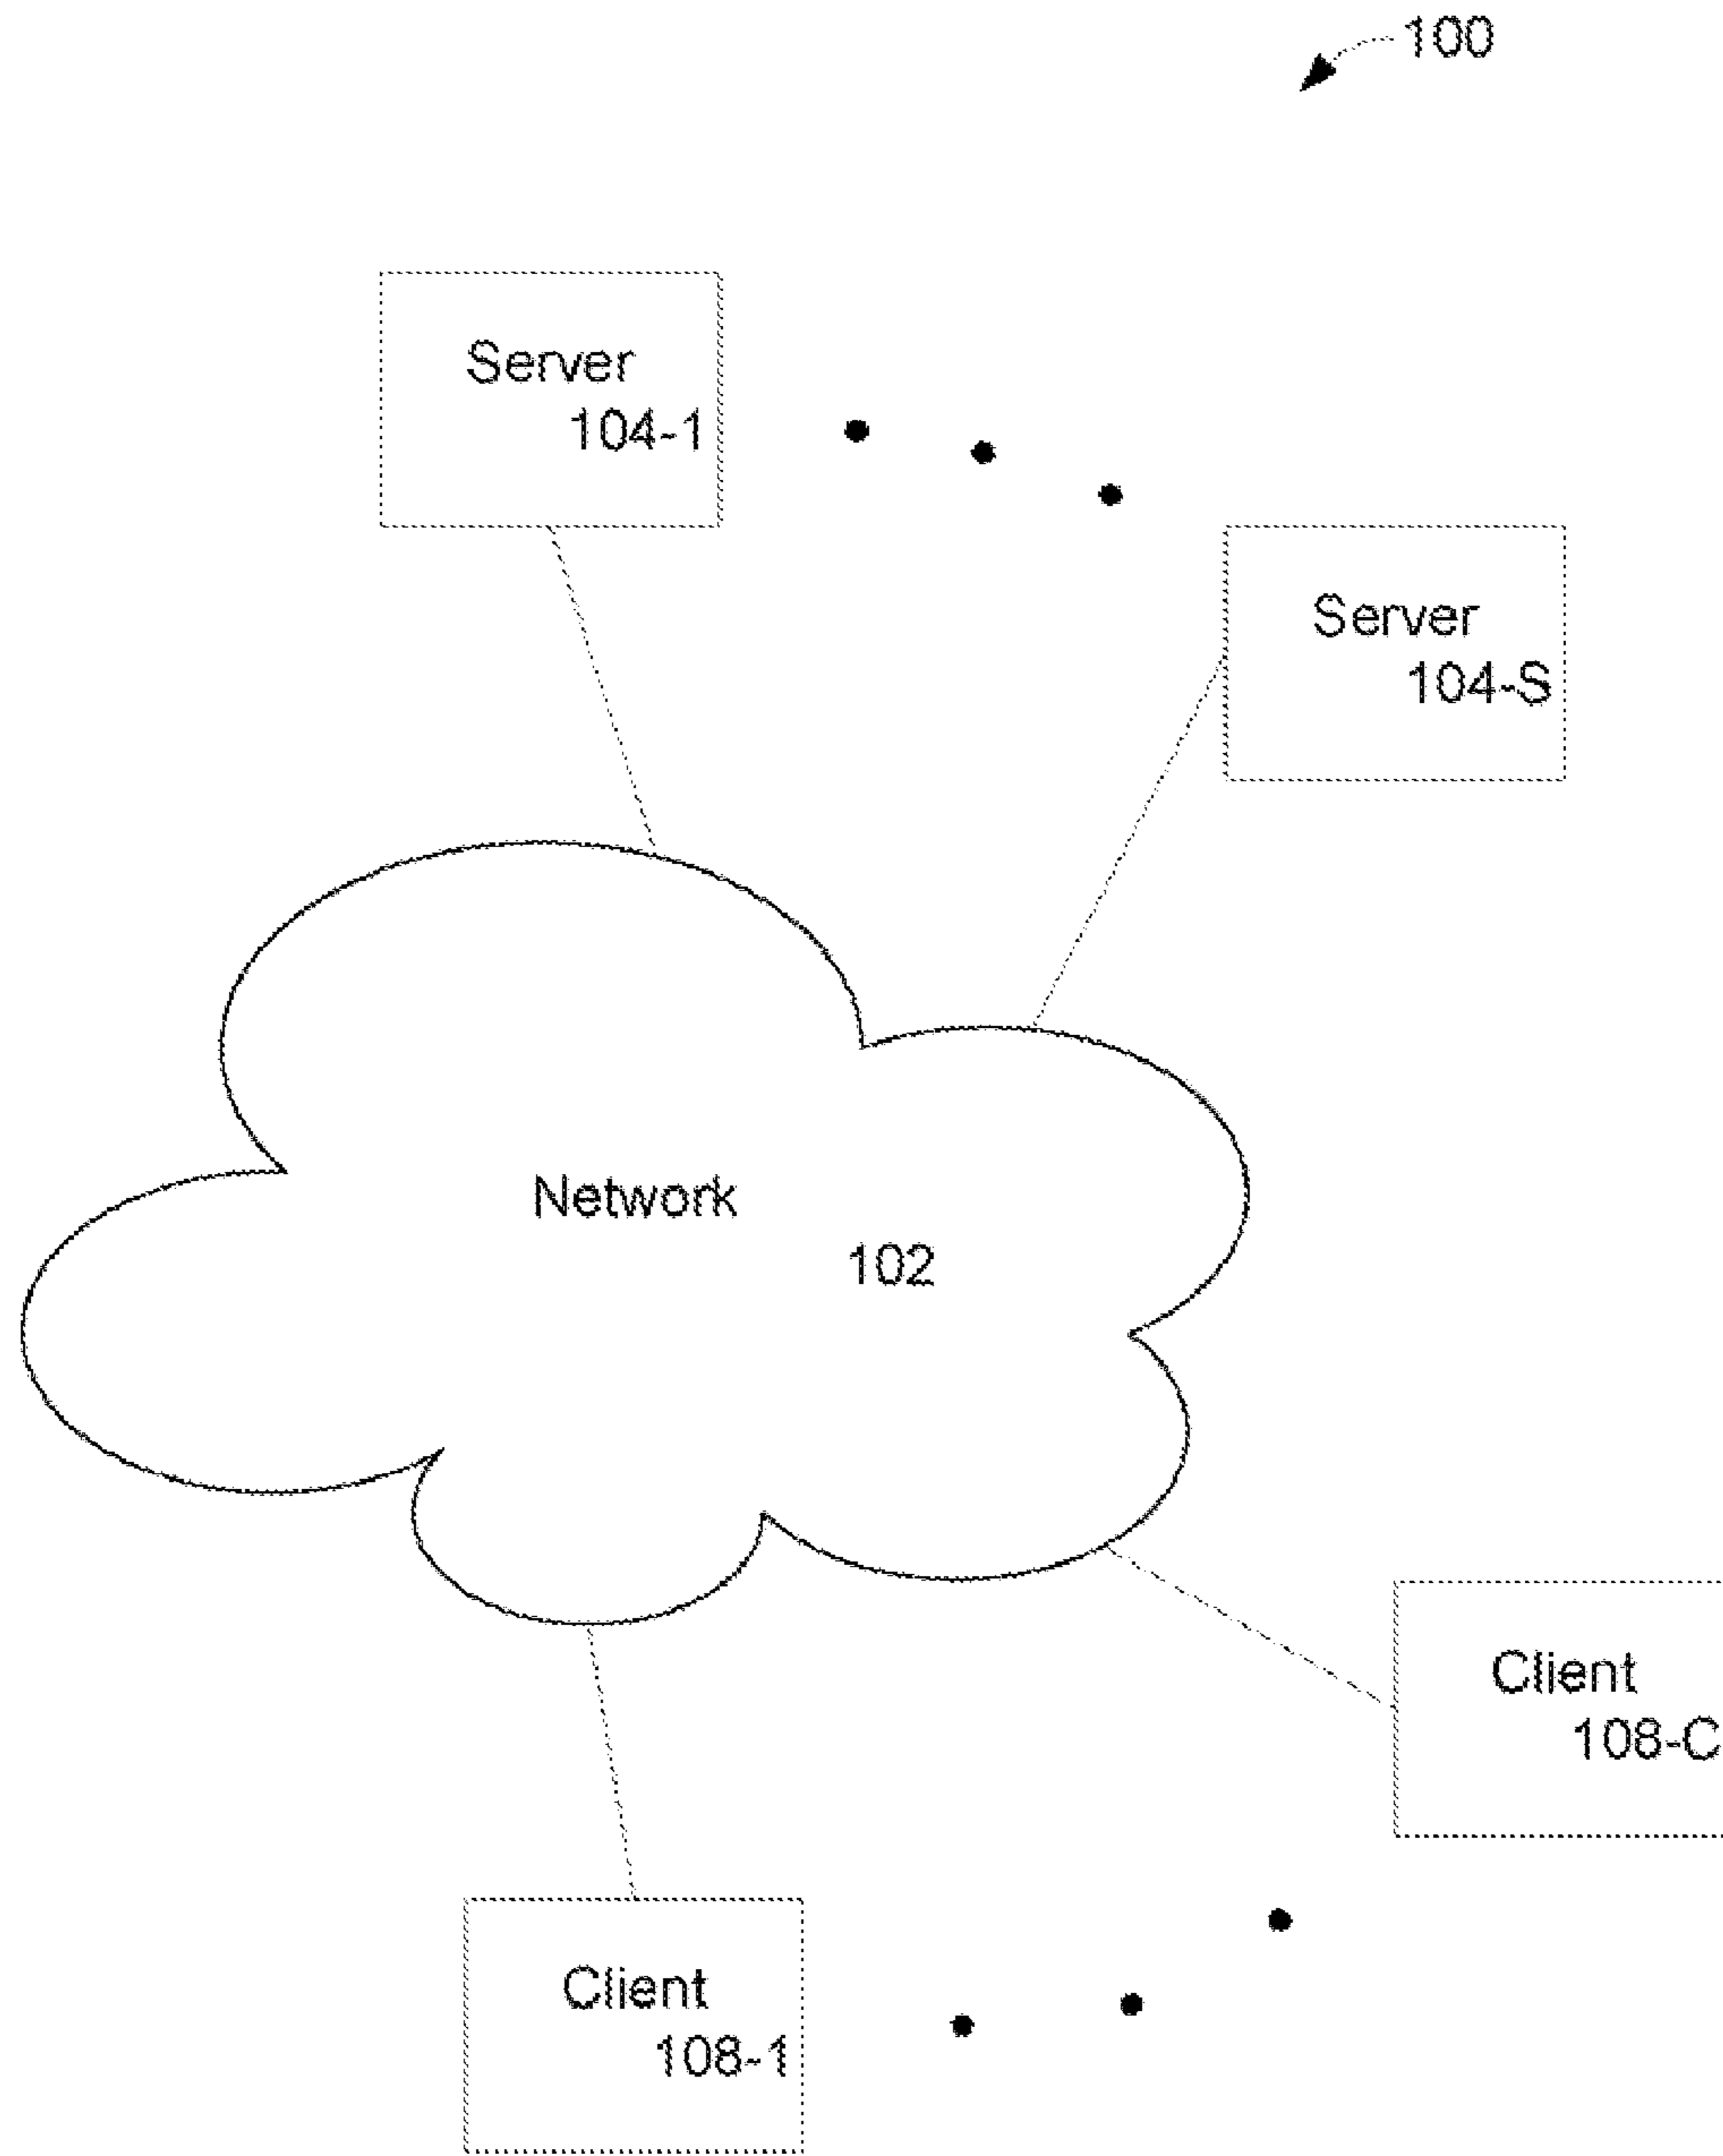 100
Server
104-1
Server
104-S
Network
102
Client
108-C
Client
108-1